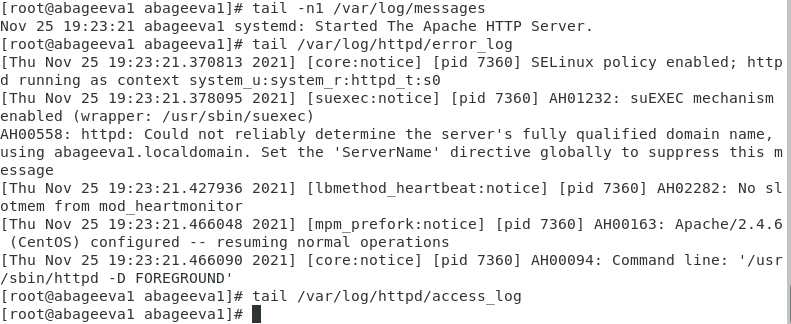 [root@abageeva1 abageeva1]# tail -n1 /var/log/messages
Nov 25 19:23:21 abageeva1 systemd: Started The Apache HTTP Server.
[root@abageeva1 abageeva1]# tail /var/log/httpd/error_log
[Thu Nov 25 19:23:21.370813 2021] [core:notice] [pid 7360] SELinux policy enabled; http
d running as context system_u:system_r:httpd_t:s0
[Thu Nov 25 19:23:21.378095 2021] [suexec:notice] [pid 7360] AH01232: suEXEC mechanism
enabled (wrapper: /usr/sbin/suexec)
AH00558: httpd: Could not reliably determine the server's fully qualified domain name,
using abageeva1.localdomain. Set the 'ServerName' directive globally to suppress this m
essage
[Thu Nov 25 19:23:21.427936 2021] [lbmethod_heartbeat:notice] [pid 7360] AH02282: No sl
otmem from mod_heartmonitor
[Thu Nov 25 19:23:21.466048 2021] [mpm_prefork:notice] [pid 7360] AH00163: Apache/2.4.6
 (CentOS) configured -- resuming normal operations
[Thu Nov 25 19:23:21.466090 2021] [core:notice] [pid 7360] AH00094: Command line: '/usr
/sbin/httpd -D FOREGROUND'
[root@abageeva1 abageeva1]# tail /var/log/httpd/access_log
[root@abageeva1 abageeva1]#